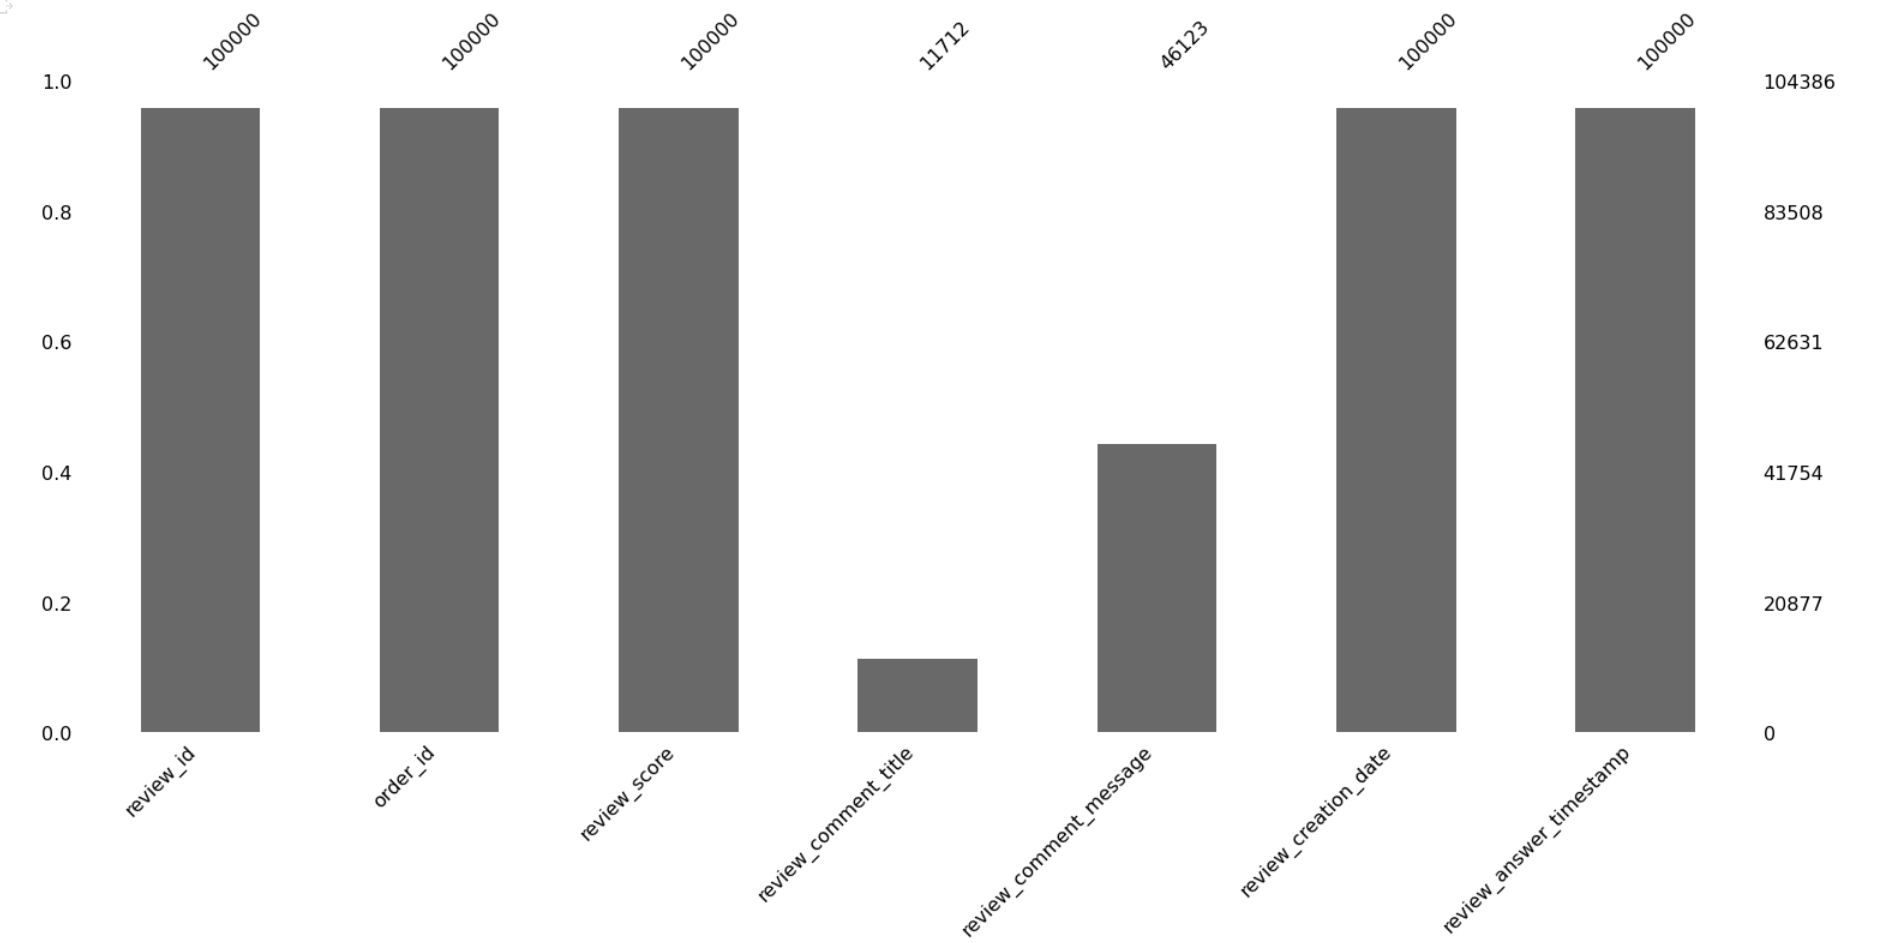 100000
100000
100000
11712
46123
100000
100000
1.0
104386
0.8
83508
0.6
62631
0.4
41754
0.2
20877
0.0
0
review_id
order_id
review_score
review_comment_title
review_comment_message
review_creation_date
review_answer_timestamp